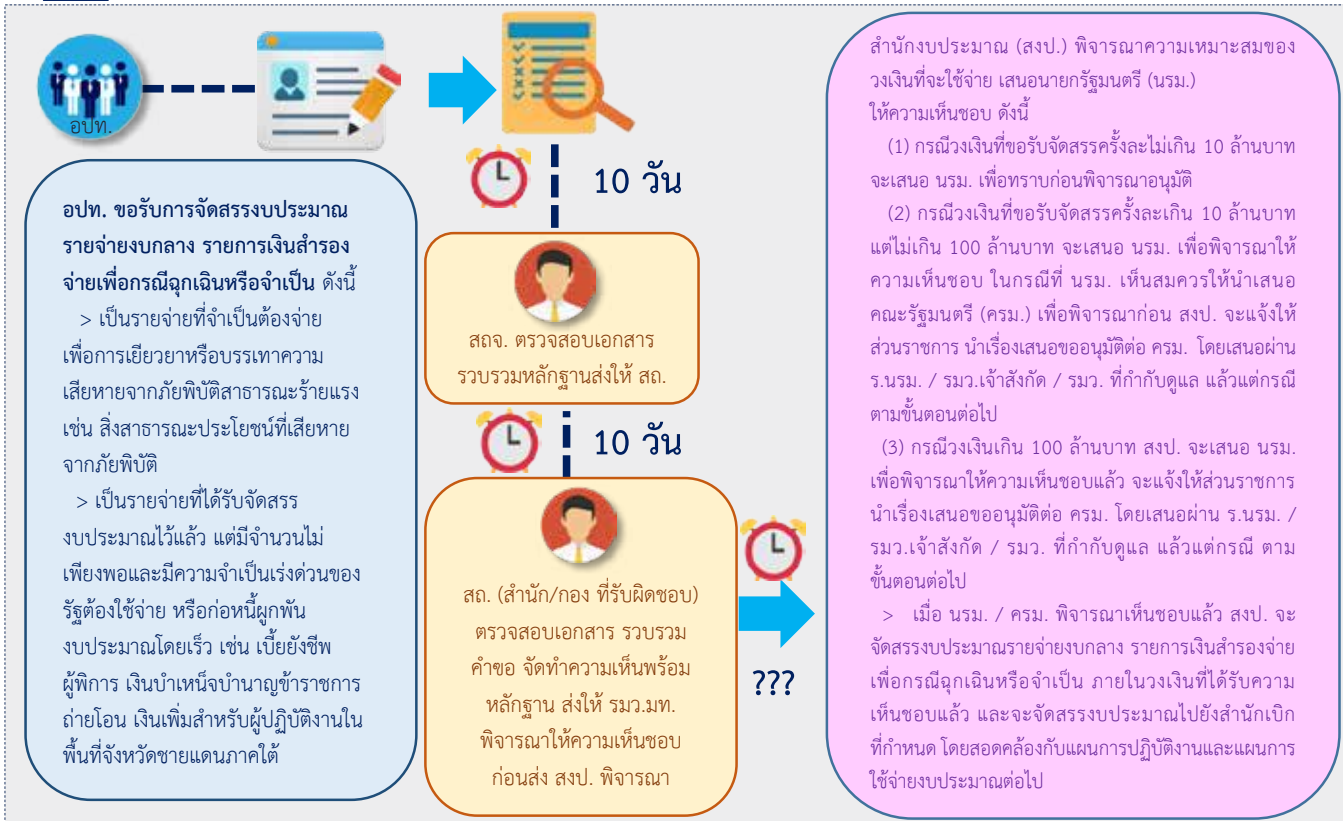 อปท.
อปท. ขอรับการจัดสรรงบประมาณ
รายจ่ายงบกลาง รายการเงินสำรอง
จ่ายเพื่อกรณีฉุกเฉินหรือจำเป็น ดังนี้
> เป็นรายจ่ายที่จำเป็นต้องจ่าย
เพื่อการเยียวยาหรือบรรเทาความ
เสียหายจากภัยพิบัติสาธารณะร้ายแรง
เช่น สิ่งสาธารณะประโยชน์ที่เสียหาย
จากภัยพิบัติ
> เป็นรายจ่ายที่ได้รับจัดสรร
งบประมาณไว้แล้ว แต่มีจำนวนไม่
เพียงพอและมีความจำเป็นเร่งด่วนของ
รัฐต้องใช้จ่าย หรือก่อหนี้ผูกพัน
งบประมาณโดยเร็ว เช่น เบี้ยยังชีพ
ผู้พิการ เงินบำเหน็จบำนาญข้าราชการ
ถ่ายโอน เงินเพิ่มสำหรับผู้ปฏิบัติงานใน
พื้นที่จังหวัดชายแดนภาคใต้
10 วัน
สถจ. ตรวจสอบเอกสาร
รวบรวมหลักฐานส่งให้ สถ.
10 วัน
สถ. (สำนัก/กอง ที่รับผิดชอบ)
ตรวจสอบเอกสาร รวบรวม
คำขอ จัดทำความเห็นพร้อม
หลักฐาน ส่งให้ รมว.มท.
พิจารณาให้ความเห็นชอบ
ก่อนส่ง สงป. พิจารณา
???
สำนักงบประมาณ (สงป.) พิจารณาความเหมาะสมของ
วงเงินที่จะใช้จ่าย เสนอนายกรัฐมนตรี (นรม.)
ให้ความเห็นชอบ ดังนี้
(1) กรณีวงเงินที่ขอรับจัดสรรครั้งละไม่เกิน 10 ล้านบาท
จะเสนอ นรม. เพื่อทราบก่อนพิจารณาอนุมัติ
(2) กรณีวงเงินที่ขอรับจัดสรรครั้งละเกิน 10 ล้านบาท
แต่ไม่เกิน 100 ล้านบาท จะเสนอ นรม. เพื่อพิจารณาให้
ความเห็นชอบ ในกรณีที่ นรม. เห็นสมควรให้นำเสนอ
คณะรัฐมนตรี (ครม.) เพื่อพิจารณาก่อน สงป. จะแจ้งให้
ส่วนราชการ นำเรื่องเสนอขออนุมัติต่อ ครม. โดยเสนอผ่าน
ร.นรม. / รมว.เจ้าสังกัด / รมว. ที่กำกับดูแล แล้วแต่กรณี
ตามขั้นตอนต่อไป
(3) กรณีวงเงินเกิน 100 ล้านบาท สงป. จะเสนอ นรม.
เพื่อพิจารณาให้ความเห็นชอบแล้ว จะแจ้งให้ส่วนราชการ
นำเรื่องเสนอขออนุมัติต่อ ครม. โดยเสนอผ่าน ร.นรม. /
รมว.เจ้าสังกัด / รมว. ที่กำกับดูแล แล้วแต่กรณี ตาม
ขั้นตอนต่อไป
> เมื่อ นรม. / ครม. พิจารณาเห็นชอบแล้ว สงป. จะ
จัดสรรงบประมาณรายจ่ายงบกลาง รายการเงินสำรองจ่าย
เพื่อกรณีฉุกเฉินหรือจำเป็น ภายในวงเงินที่ได้รับความ
เห็นชอบแล้ว และจะจัดสรรงบประมาณไปยังสำนักเบิก
ที่กำหนด โดยสอดคล้องกับแผนการปฏิบัติงานและแผนการ
ใช้จ่ายงบประมาณต่อไป